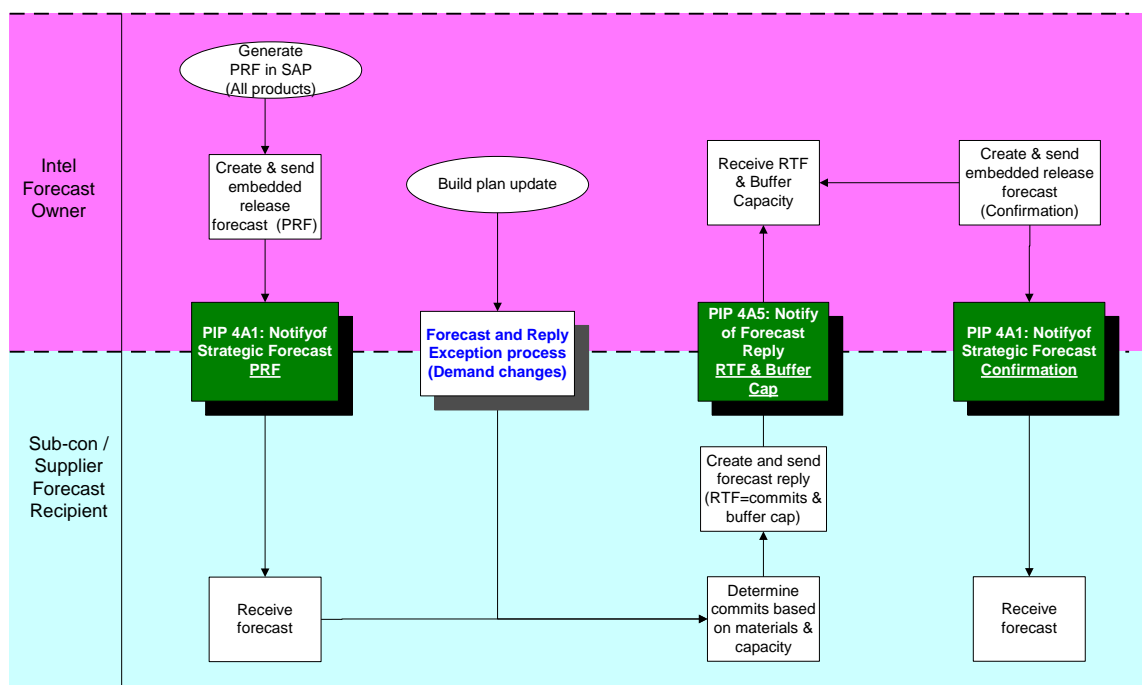 Generate
PRF in SAP
(All products)
Intel
Forecast
Owner
Create & send
embedded
release
forecast  (PRF)
Build plan update
Receive RTF
& Buffer
Capacity
Create & send
embedded release
forecast
(Confirmation)
PIP 4A1: Notifyof
Strategic Forecast
PRF
Forecast and Reply
Exception process
(Demand changes)
PIP 4A5: Notify
of Forecast
Reply
RTF & Buffer
Cap
PIP 4A1: Notifyof
Strategic Forecast
Confirmation
Sub-con /
Supplier
Forecast
Recipient
Create and send
forecast reply
(RTF=commits &
buffer cap)
Receive
forecast
Determine
commits based
on materials &
capacity
Receive
forecast